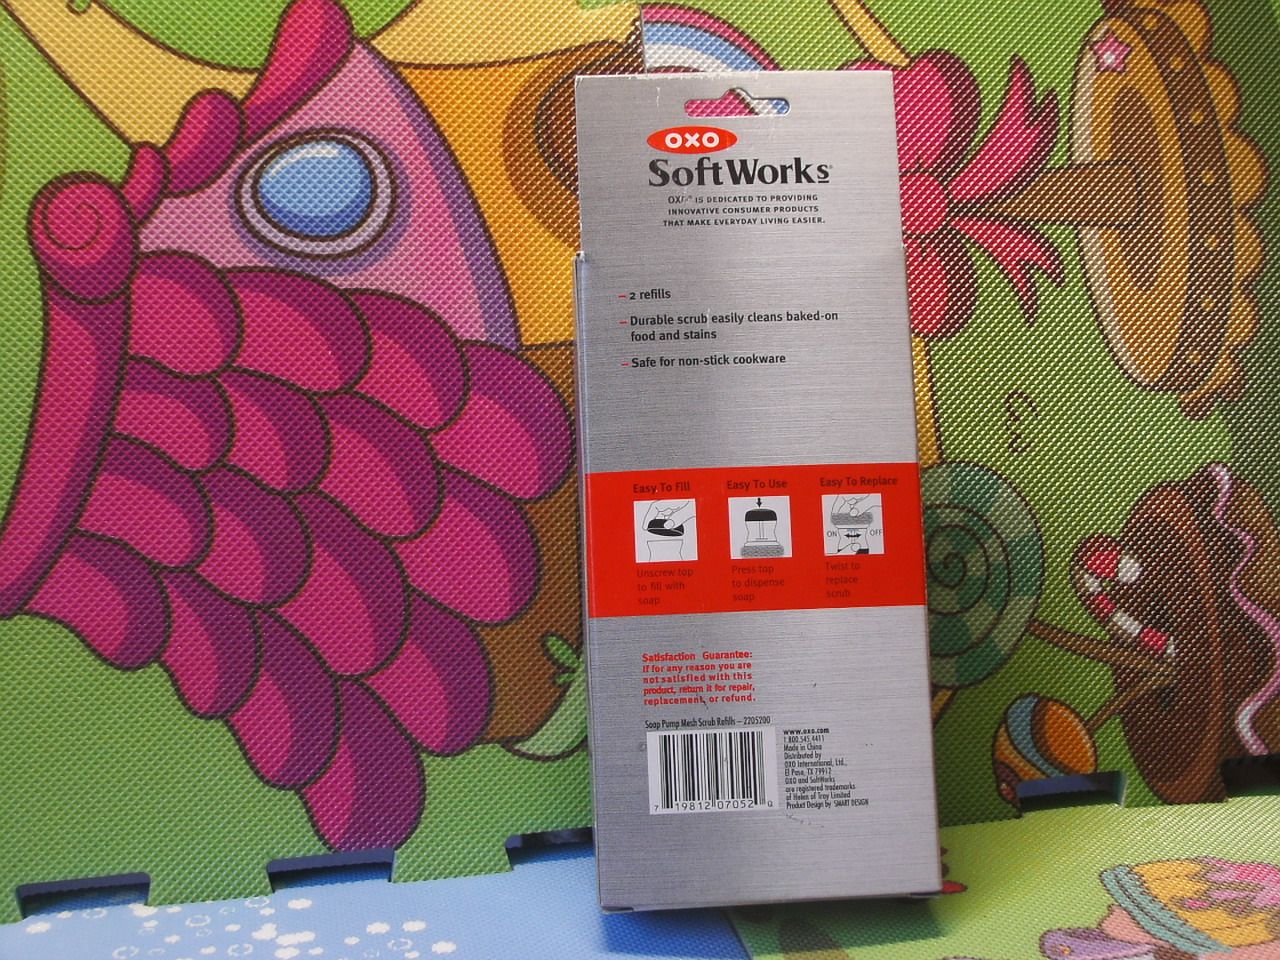 OXO
SoftWorks®
IS DEDICATED TO PROVIDING
INNOVATIVE CONSUMER PRODUCTS
THAT MAKE EVERYDAY LIVING EASIER.
– 2 refills
– Durable scrub easily cleans baked-on
food and stains
– Safe for non-stick cookware
Easy To Fill
Easy To Use
Easy To Replace
ON
OFF
Unscrew top
to fill with
soap
Press top
to dispense
soap
Twist to
replace
scrub
Satisfaction Guarantee:
If for any reason you are
not satisfied with this
product, return it for repair,
replacement, or refund.
Soap Pump Mesh Scrub Refills – 2205200
7 19812 07052 0
www.oxo.com
1 800.545.4411
Made in China
Distributed by
OXO International, Ltd.,
El Paso, TX 79912
OXO and SoftWorks
are registered trademarks
of Helen of Troy Limited
Product Design by SMART DESIGN